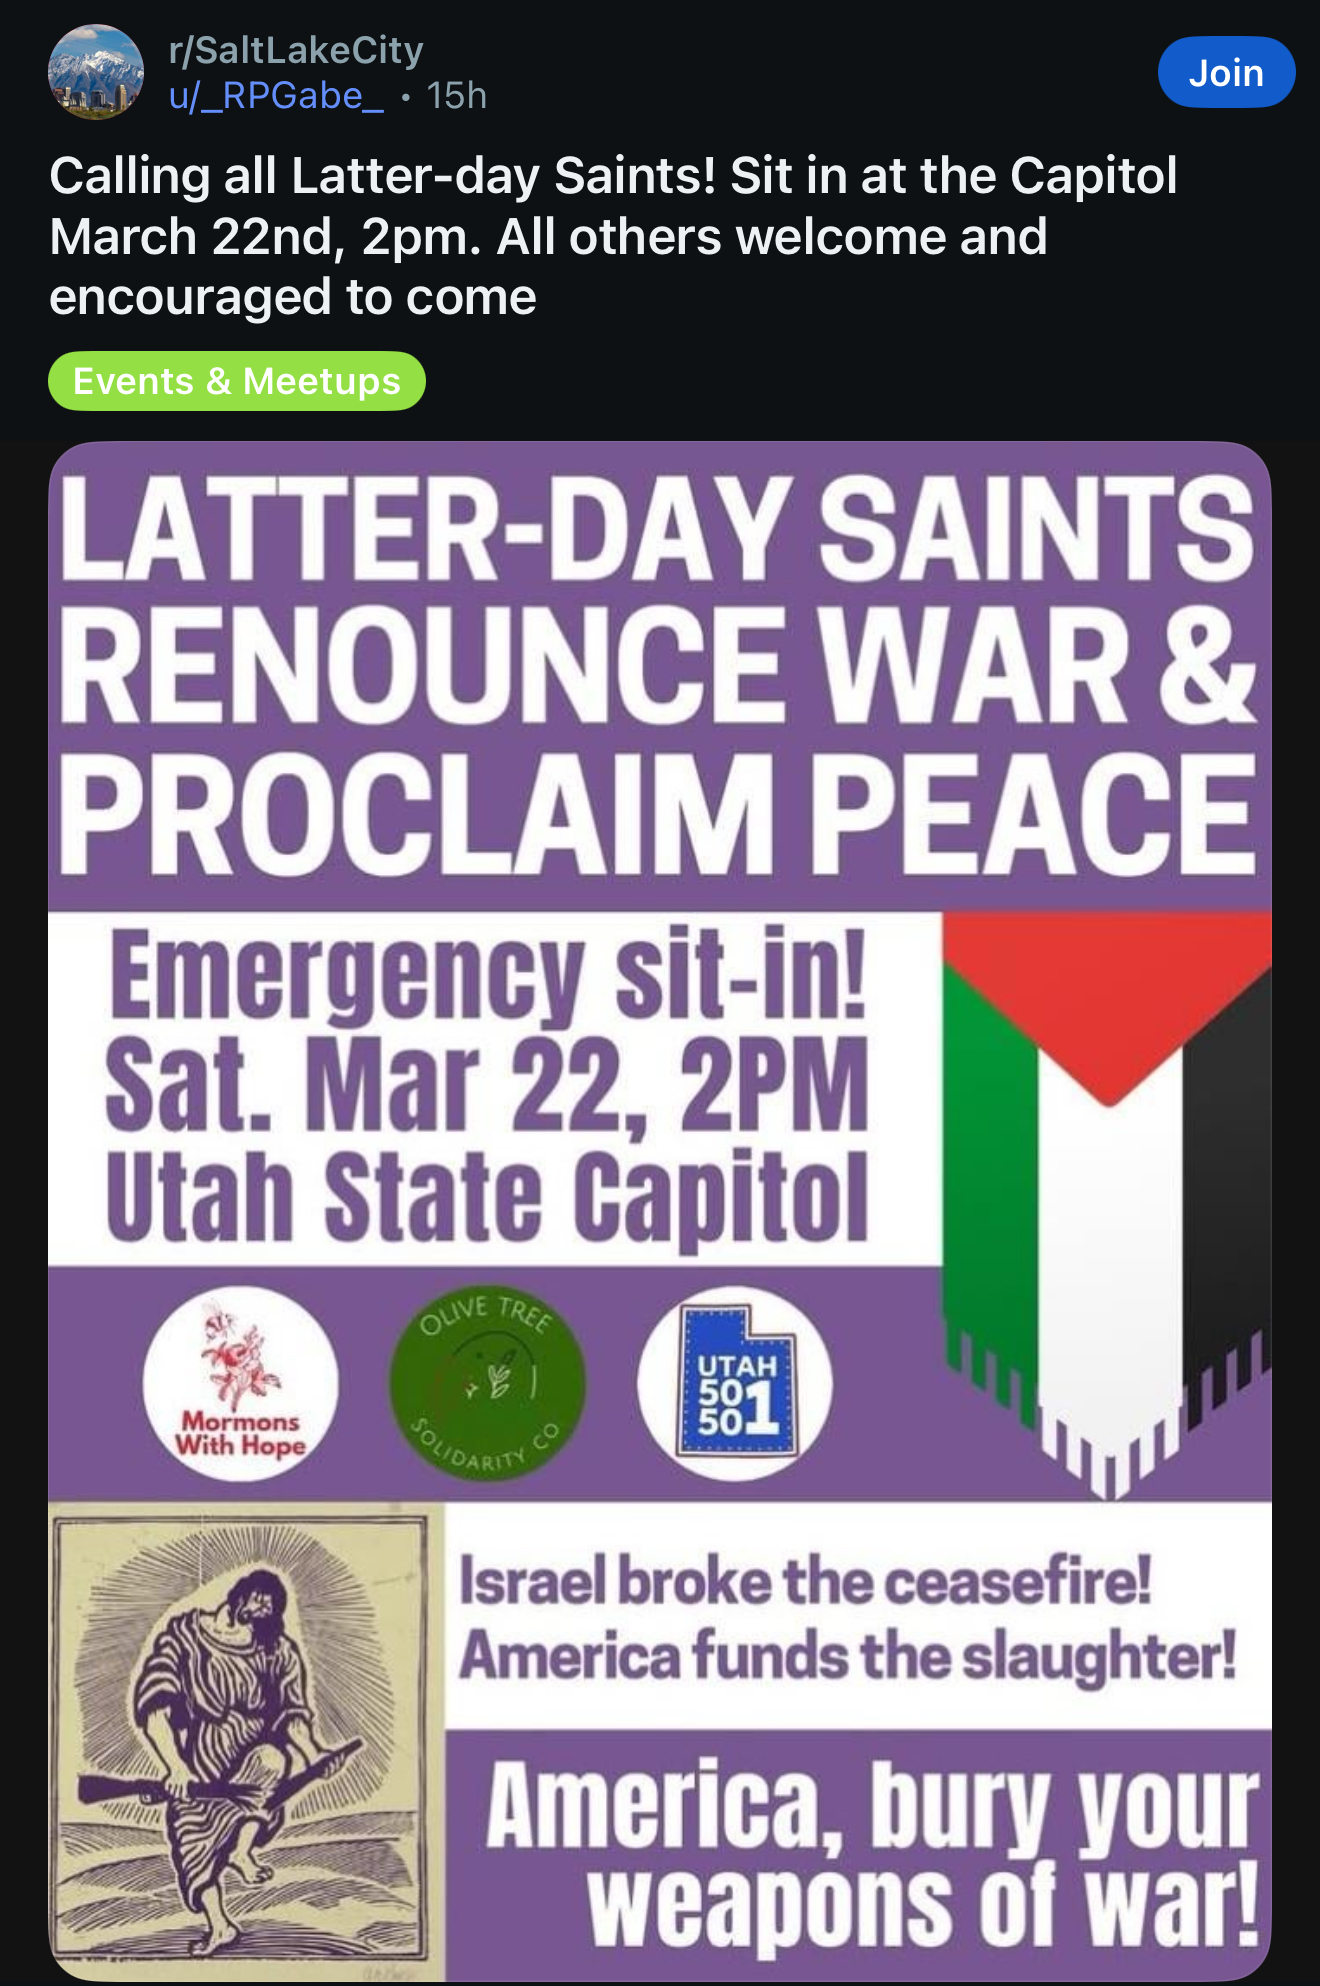 r/SaltLakeCity
u/_RPGabe_ • 15h
Join
Calling all Latter-day Saints! Sit in at the Capitol
March 22nd, 2pm. All others welcome and
encouraged to come
Events & Meetups
LATTER-DAY SAINTS
RENOUNCE WAR &
PROCLAIM PEACE
Emergency sit-in!
Sat. Mar 22, 2PM
Utah State Capitol
Mormons
With Hope
OLIVE TREE
SOLIDARITY CO
UTAH
50
501
Israel broke the ceasefire!
America funds the slaughter!
America, bury your
weapons of war!